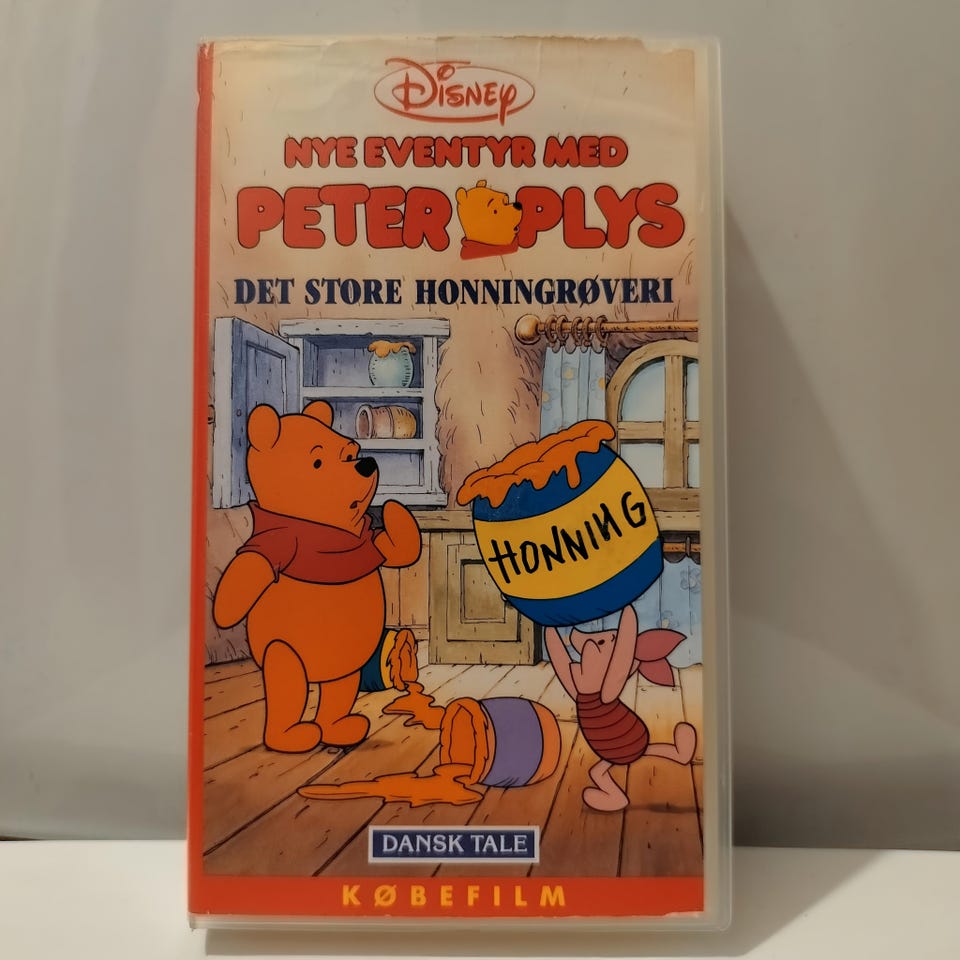 Disney
NYE EVENTYR MED
PETER PLYS
DET STORE HONNINGRØVERI
HONNING
DANSK TALE
KØBEFILM